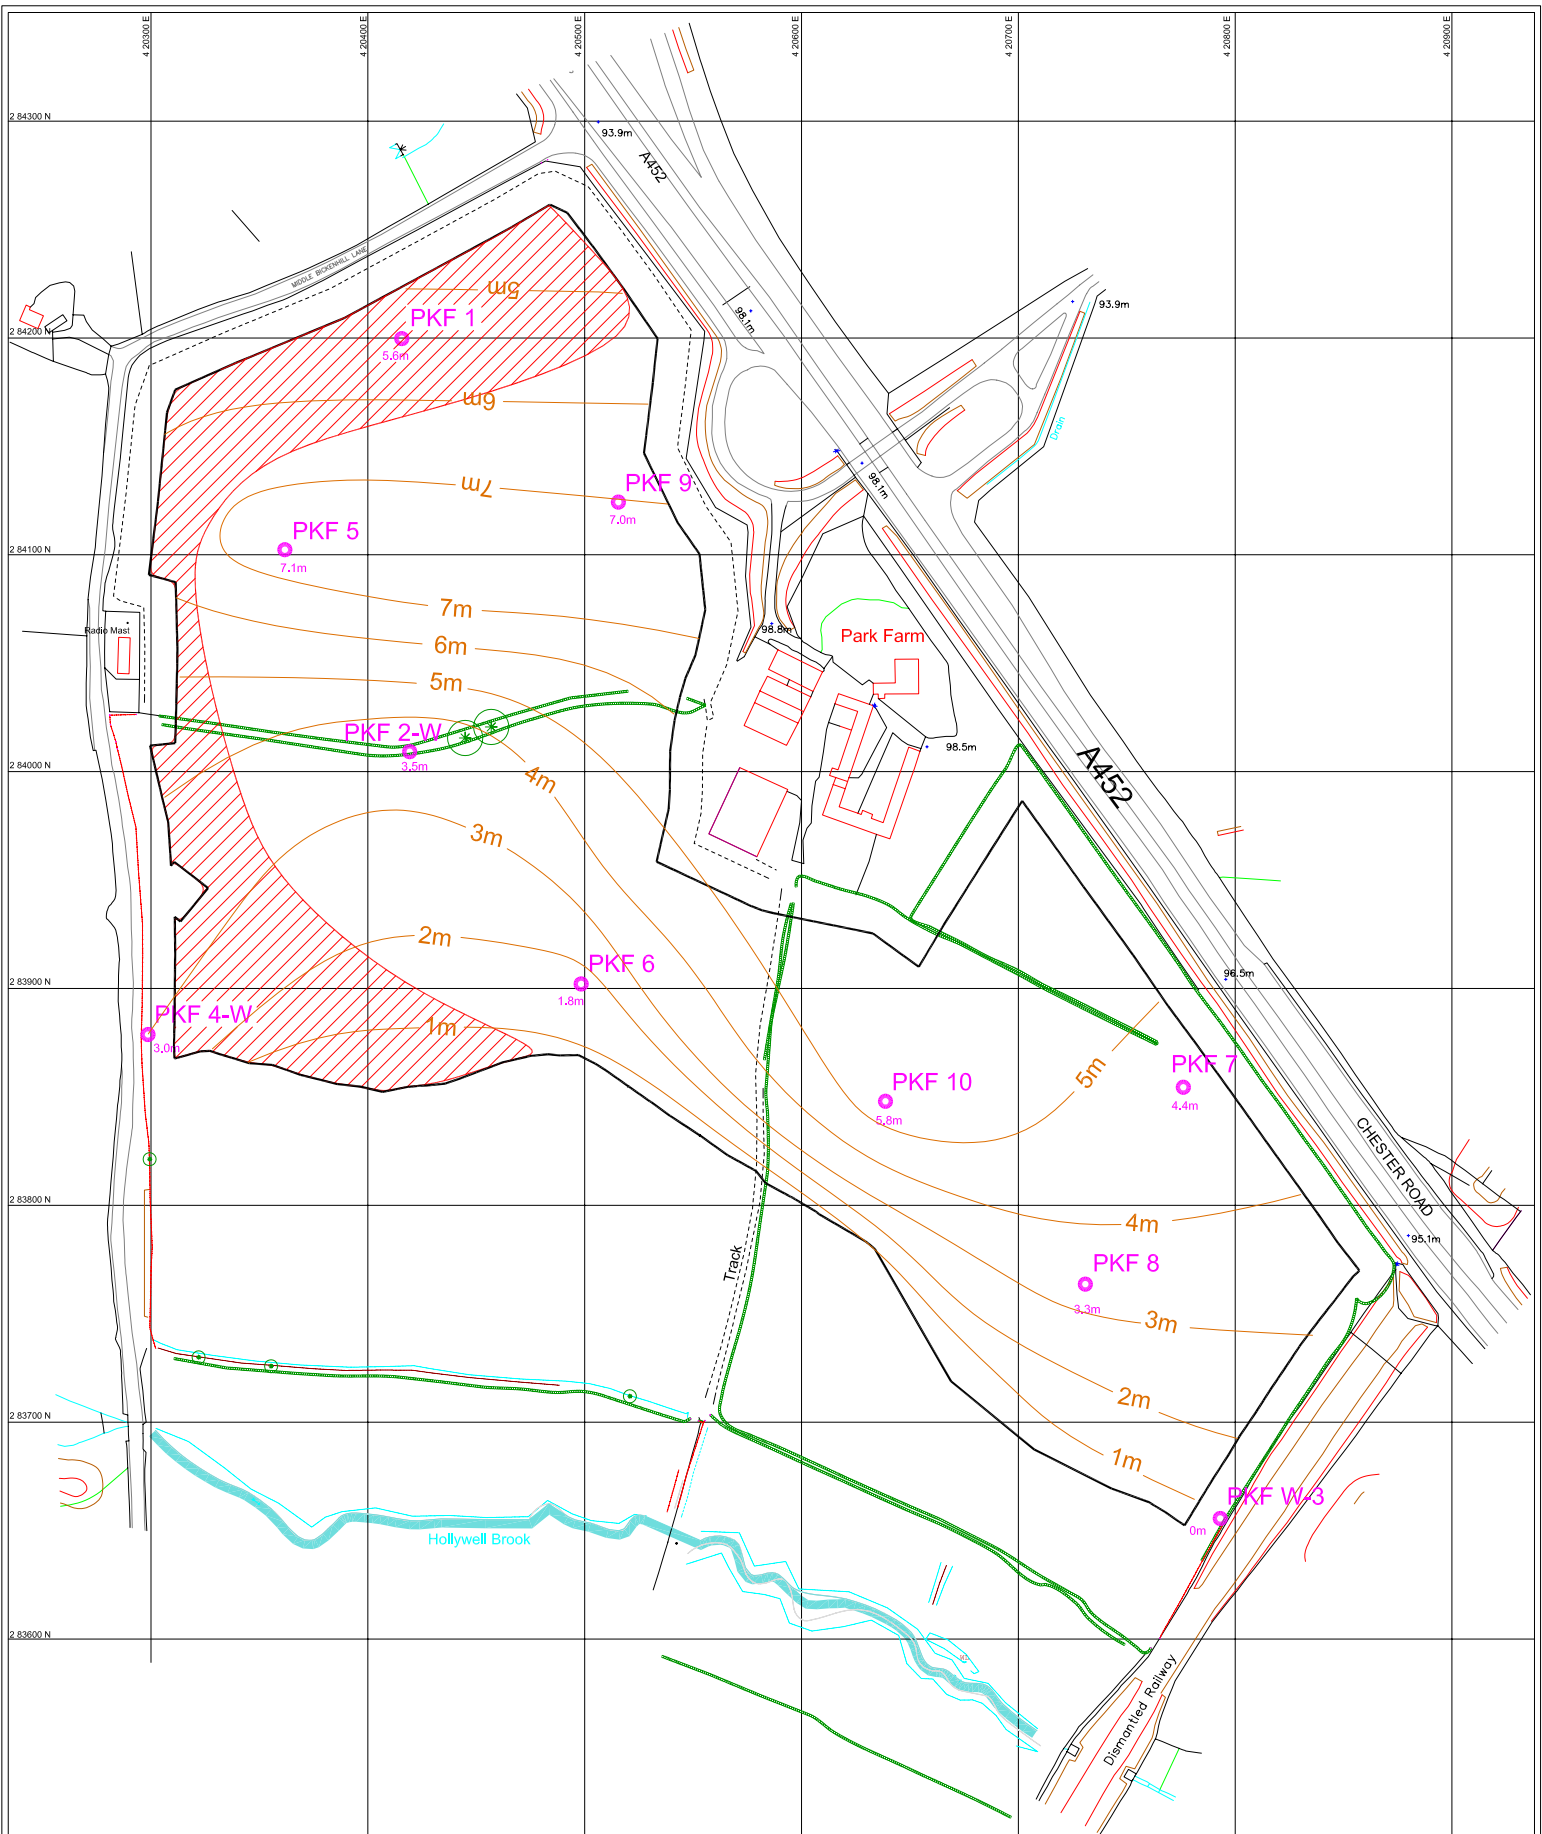 4 20300 E
4 20400 E
4 20500 E
4 20600 E
4 20700 E
4 20800 E
4 20900 E
2 84300 N
93.9m
A452
MIDDLE BICKENHILL LANE
5m
98.1m
93.9m
PKF 1
2 84200 N
5.6m
6m
Drain
98.1m
7m
PKF 9
7.0m
PKF 5
7.1m
2 84100 N
7m
Radio Mast
98.8m
Park Farm
6m
5m
PKF 2-W
3.5m
98.5m
2 84000 N
4m
A452
3m
2m
PKF 6
1.8m
96.5m
2 83900 N
PKF 4-W
3.0m
1m
5m
PKF 10
5.8m
PKF 7
4.4m
CHESTER ROAD
2 83800 N
4m
95.1m
Track
PKF 8
3.3m
3m
2m
2 83700 N
1m
PKF W-3
0m
Hollywell Brook
2 83600 N
Dismantled Railway